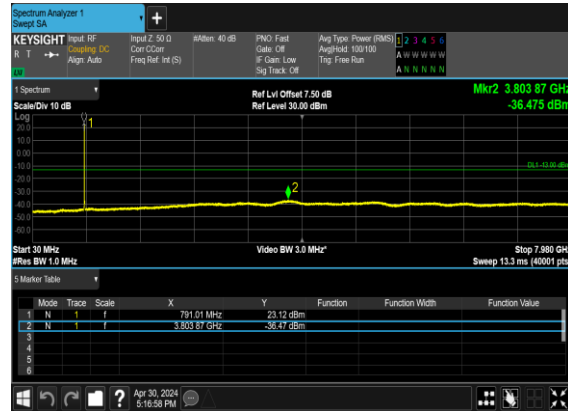 Spectrum Analyzer 1
Swept SA
+
KEYSIGHT Input: RF Input Z: 50 Ω #Atten: 40 dB PNO: Fast Avg Type: Power (RMS) 1 2 3 4 5 6
R T Coupling: DC Corr CCorr Gate: Off Avg|Hold: 100/100 A W W W W W
Align: Auto Freq Ref: Int (S) IF Gain: Low Trig: Free Run
Sig Track: Off A N N N N N
1 Spectrum Ref Lvl Offset 7.50 dB Mkr2 3.803 87 GHz
Scale/Div 10 dB Ref Level 30.00 dBm -36.475 dBm
Log
20.0
10.0
0.00
-10.0
DL1 -13.00 dBm
-20.0
-30.0
-40.0
-50.0
-60.0
1
2
Start 30 MHz Video BW 3.0 MHz* Stop 7.980 GHz
#Res BW 1.0 MHz Sweep 13.3 ms (40001 pts)
5 Marker Table
Mode Trace Scale X Y Function Function Width Function Value
1 N 1 f 791.01 MHz 23.12 dBm
2 N 1 f 3.803 87 GHz -36.47 dBm
3
4
5
6
? Apr 30, 2024
5:16:58 PM